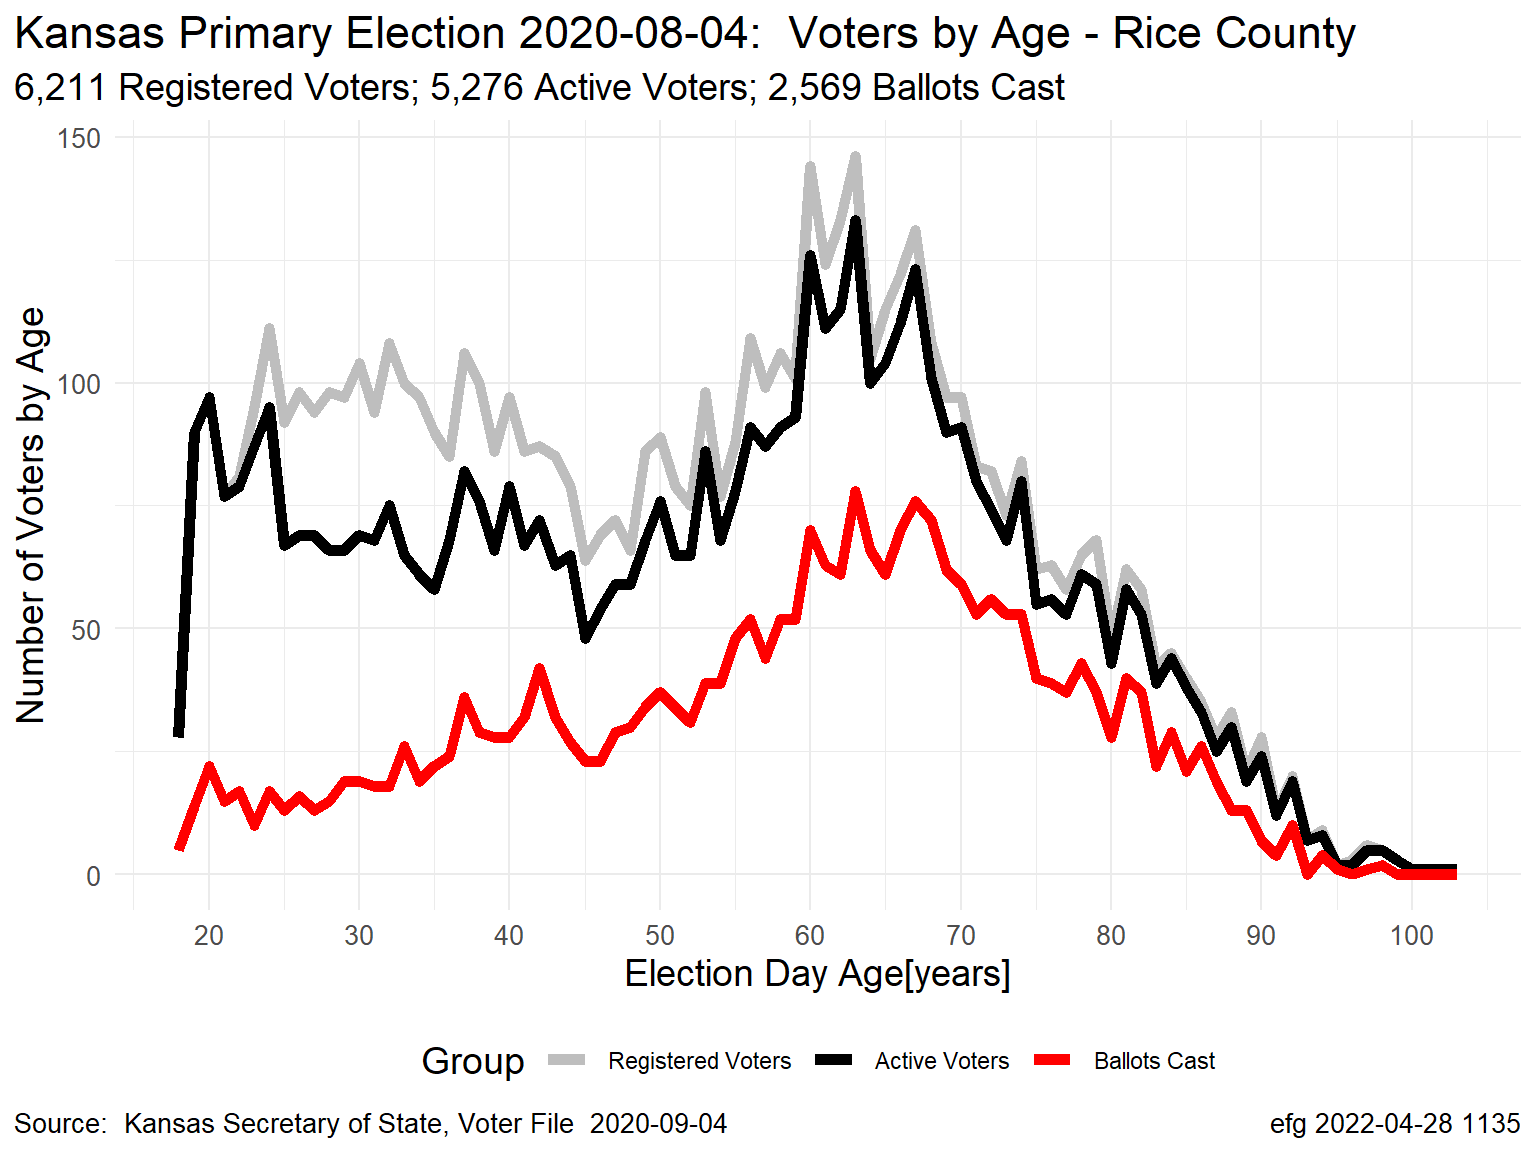 Kansas Primary Election 2020-08-04:  Voters by Age - Rice County
6,211 Registered Voters; 5,276 Active Voters; 2,569 Ballots Cast
Number of Voters by Age
150
100
50
0
20 30 40 50 60 70 80 90 100
Election Day Age[years]
Group Registered Voters Active Voters Ballots Cast
Source:  Kansas Secretary of State, Voter File  2020-09-04 efg 2022-04-28 1135